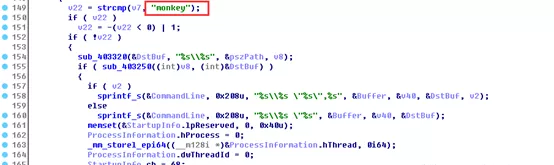 149 v22 = strcmp(v7, "monkey");
150 if ( v22 )
151 v22 = -(v22 < 0) | 1;
152 if ( !v22 )
153 {
154 sub_403320(&DstBuf, "%s\\%s", &pszPath, v8);
155 if ( sub_403250((int)v8, (int)&DstBuf) )
156 {
157 if ( v2 )
158 sprintf_s(&CommandLine, 0x208u, "%s\\%s \"%s\",%s", &Buffer, &v40, &DstBuf, v2);
159 else
160 sprintf_s(&CommandLine, 0x208u, "%s\\%s \"%s", &Buffer, &v40, &DstBuf);
161 memset(&StartupInfo.lpReserved, 0, 0x40u);
162 ProcessInformation.hProcess = 0;
163 _mm_storel_epi64((__m128i *)&ProcessInformation.hThread, 0i64);
164 ProcessInformation.dwThreadId = 0;
165 StartupInfo.cb = 68;